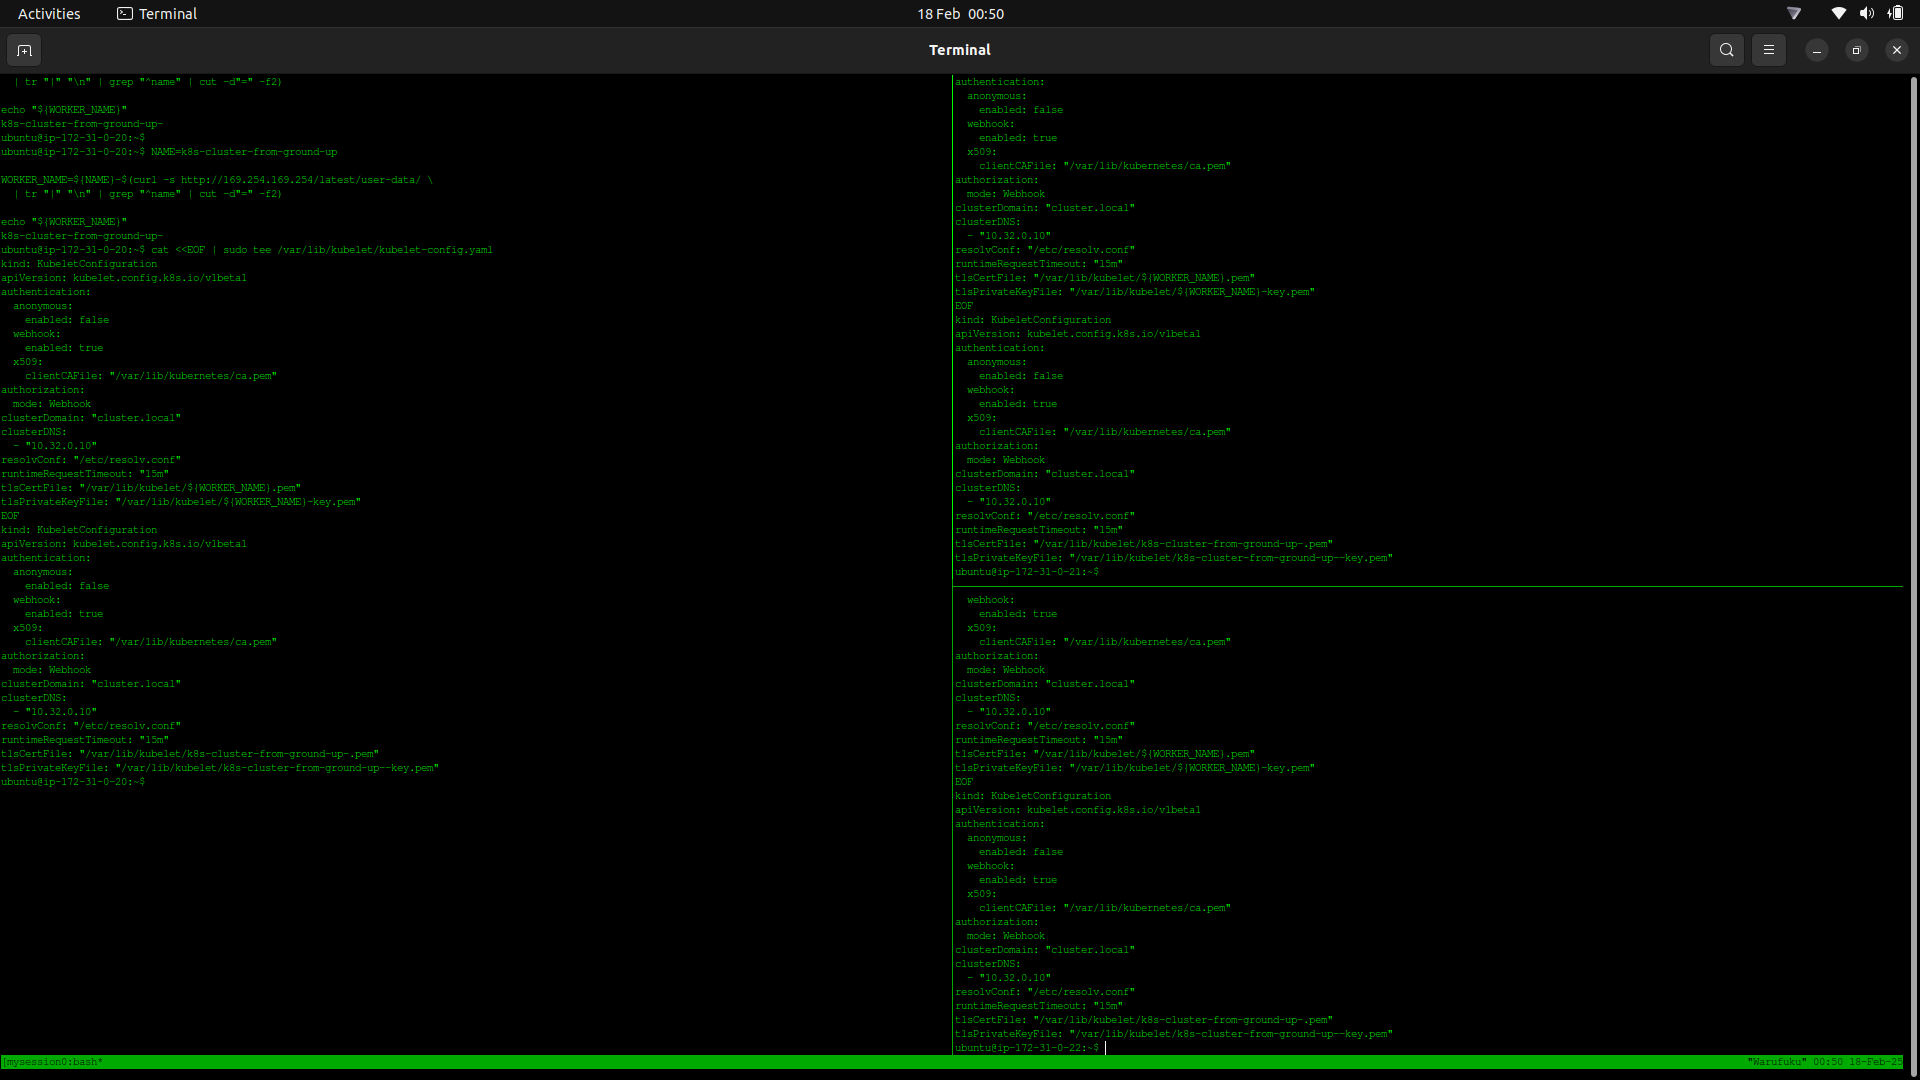 Activities
Terminal
18 Feb 00:50
Terminal
| tr "|" "\n" | grep "^name" | cut -d"=" -f2)
echo "${WORKER_NAME}"
k8s-cluster-from-ground-up-
ubuntu@ip-172-31-0-20:~$
ubuntu@ip-172-31-0-20:~$ NAME=k8s-cluster-from-ground-up
WORKER_NAME=${NAME}-$(curl -s http://169.254.169.254/latest/user-data/ \
| tr "|" "\n" | grep "^name" | cut -d"=" -f2)
echo "${WORKER_NAME}"
k8s-cluster-from-ground-up-
ubuntu@ip-172-31-0-20:~$ cat <<EOF | sudo tee /var/lib/kubelet/kubelet-config.yaml
kind: KubeletConfiguration
apiVersion: kubelet.config.k8s.io/v1beta1
authentication:
anonymous:
enabled: false
webhook:
enabled: true
x509:
clientCAFile: "/var/lib/kubernetes/ca.pem"
authorization:
mode: Webhook
clusterDomain: "cluster.local"
clusterDNS:
- "10.32.0.10"
resolvConf: "/etc/resolv.conf"
runtimeRequestTimeout: "15m"
tlsCertFile: "/var/lib/kubelet/${WORKER_NAME}.pem"
tlsPrivateKeyFile: "/var/lib/kubelet/${WORKER_NAME}-key.pem"
EOF
kind: KubeletConfiguration
apiVersion: kubelet.config.k8s.io/v1beta1
authentication:
anonymous:
enabled: false
webhook:
enabled: true
x509:
clientCAFile: "/var/lib/kubernetes/ca.pem"
authorization:
mode: Webhook
clusterDomain: "cluster.local"
clusterDNS:
- "10.32.0.10"
resolvConf: "/etc/resolv.conf"
runtimeRequestTimeout: "15m"
tlsCertFile: "/var/lib/kubelet/k8s-cluster-from-ground-up-.pem"
tlsPrivateKeyFile: "/var/lib/kubelet/k8s-cluster-from-ground-up--key.pem"
ubuntu@ip-172-31-0-20:~$
authentication:
anonymous:
enabled: false
webhook:
enabled: true
x509:
clientCAFile: "/var/lib/kubernetes/ca.pem"
authorization:
mode: Webhook
clusterDomain: "cluster.local"
clusterDNS:
- "10.32.0.10"
resolvConf: "/etc/resolv.conf"
runtimeRequestTimeout: "15m"
tlsCertFile: "/var/lib/kubelet/${WORKER_NAME}.pem"
tlsPrivateKeyFile: "/var/lib/kubelet/${WORKER_NAME}-key.pem"
EOF
kind: KubeletConfiguration
apiVersion: kubelet.config.k8s.io/v1beta1
authentication:
anonymous:
enabled: false
webhook:
enabled: true
x509:
clientCAFile: "/var/lib/kubernetes/ca.pem"
authorization:
mode: Webhook
clusterDomain: "cluster.local"
clusterDNS:
- "10.32.0.10"
resolvConf: "/etc/resolv.conf"
runtimeRequestTimeout: "15m"
tlsCertFile: "/var/lib/kubelet/k8s-cluster-from-ground-up-.pem"
tlsPrivateKeyFile: "/var/lib/kubelet/k8s-cluster-from-ground-up--key.pem"
ubuntu@ip-172-31-0-21:~$
webhook:
enabled: true
x509:
clientCAFile: "/var/lib/kubernetes/ca.pem"
authorization:
mode: Webhook
clusterDomain: "cluster.local"
clusterDNS:
- "10.32.0.10"
resolvConf: "/etc/resolv.conf"
runtimeRequestTimeout: "15m"
tlsCertFile: "/var/lib/kubelet/${WORKER_NAME}.pem"
tlsPrivateKeyFile: "/var/lib/kubelet/${WORKER_NAME}-key.pem"
EOF
kind: KubeletConfiguration
apiVersion: kubelet.config.k8s.io/v1beta1
authentication:
anonymous:
enabled: false
webhook:
enabled: true
x509:
clientCAFile: "/var/lib/kubernetes/ca.pem"
authorization:
mode: Webhook
clusterDomain: "cluster.local"
clusterDNS:
- "10.32.0.10"
resolvConf: "/etc/resolv.conf"
runtimeRequestTimeout: "15m"
tlsCertFile: "/var/lib/kubelet/k8s-cluster-from-ground-up-.pem"
tlsPrivateKeyFile: "/var/lib/kubelet/k8s-cluster-from-ground-up--key.pem"
ubuntu@ip-172-31-0-22:~$
[mysession0:bash*
"Warufuku" 00:50 18-Feb-25